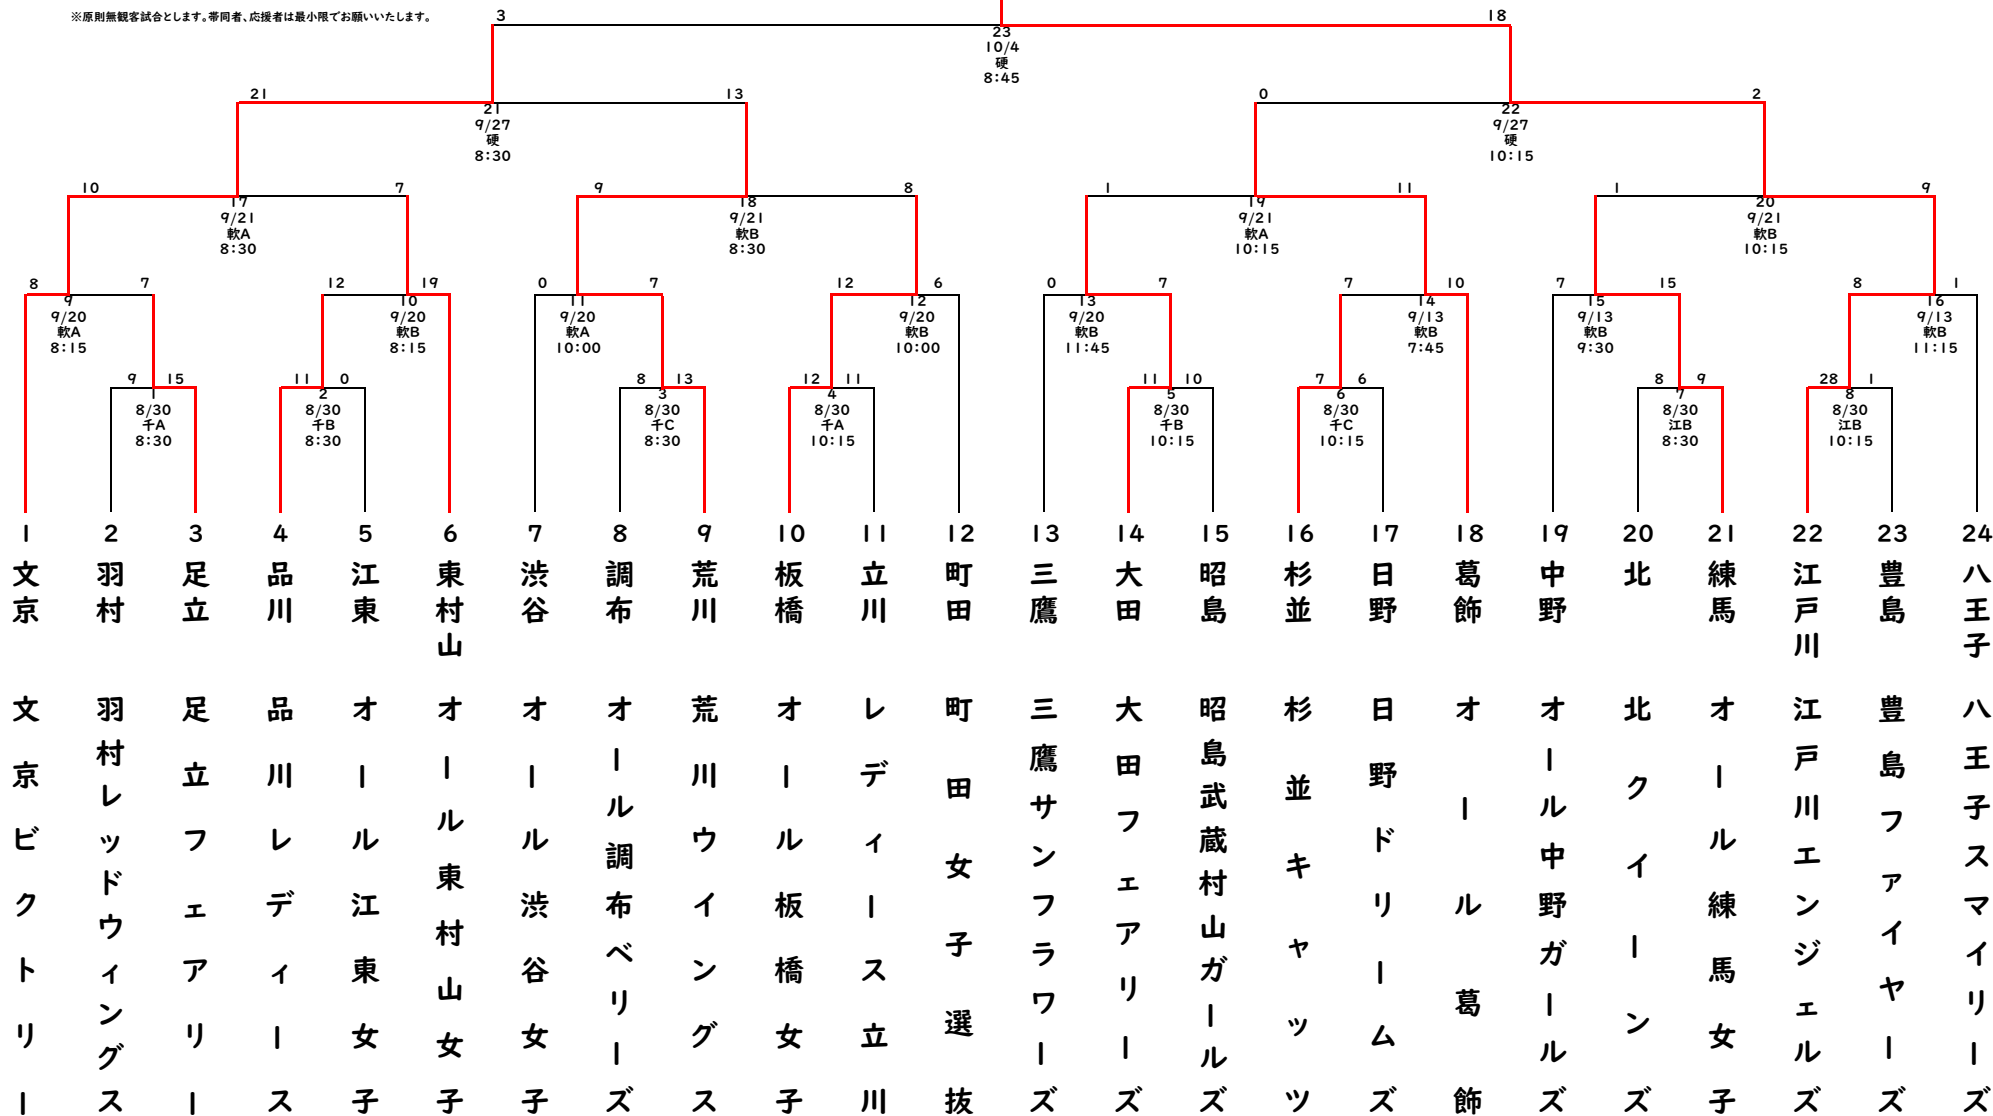 ※原則無観客試合とします。帯同者、応援者は最小限でお願いいたします。
3 18
23
10/4
硬
8:45
21 13 0 2
21 22
9/27 9/27
硬 硬
8:30 10:15
10 7 9 8 1 11 1 9
17 18 19 20
9/21 9/21 9/21 9/21
軟A 軟B 軟A 軟B
8:30 8:30 10:15 10:15
8 7 12 19 0 7 12 6 0 7 7 10 7 15 8 1
9 10 11 12 13 14 15 16
9/20 9/20 9/20 9/20 9/20 9/13 9/13 9/13
軟A 軟B 軟A 軟B 軟B 軟B 軟B 軟B
8:15 8:15 10:00 10:00 11:45 7:45 9:30 11:15
9 15 11 0 8 13 12 11 11 10 7 6 8 9 28 1
1 2 3 4 5 6 7 8
8/30 8/30 8/30 8/30 8/30 8/30 8/30 8/30
千A 千B 千C 千A 千B 千C 江B 江B
8:30 8:30 8:30 10:15 10:15 10:15 8:30 10:15
1 2 3 4 5 6 7 8 9 10 11 12 13 14 15 16 17 18 19 20 21 22 23 24
文京
羽村
足立
品川
江東
東村山
渋谷
調布
荒川
板橋
立川
町田
三鷹
大田
昭島
杉並
日野
葛飾
中野
北
練馬
江戸川
豊島
八王子
文京ビクトリー
羽村レッドウィングス
足立フェアリー
品川レディース
オール江東女子
オール東村山女子
オール渋谷女子
オール調布ベリーズ
荒川ウイングス
オール板橋女子
レディース立川
町田女子選抜
三鷹サンフラワーズ
大田フェアリーズ
昭島武蔵村山ガールズ
杉並キャッツ
日野ドリームズ
オール葛飾
オール中野ガールズ
北クイーンズ
オール練馬女子
江戸川エンジェルズ
豊島ファイヤーズ
八王子スマイリーズ